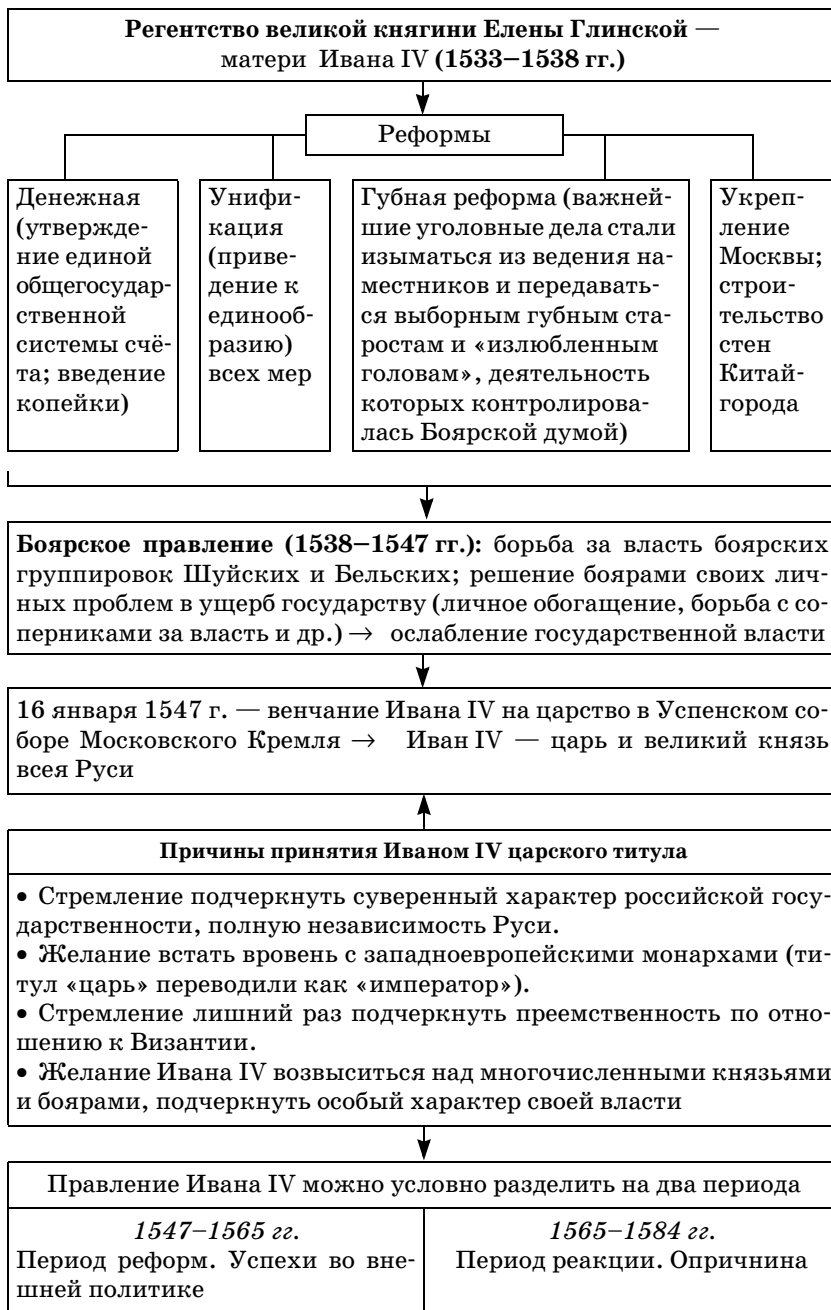 Регентство великой княгини Елены Глинской —
матери Ивана IV (1533–1538 гг.)
Реформы
Денежная
(утвержде-
ние единой
общегосудар-
ственной
системы счё-
та; введение
копейки)
Унифи-
кация
(приве-
дение к
единооб-
разию)
всех мер
Губная реформа (важней-
шие уголовные дела стали
изыматься из ведения на-
местников и передавать-
ся выборным губным ста-
ростам и «излюбленным
головам», деятельность
которых контролирова-
лась Боярской думой)
Укреп-
ление
Москвы;
строи-
тельство
стен
Китай-
города
Боярское правление (1538–1547 гг.): борьба за власть боярских
группировок Шуйских и Бельских; решение боярами своих лич-
ных проблем в ущерб государству (личное обогащение, борьба с со-
перниками за власть и др.) → ослабление государственной власти
16 января 1547 г. — венчание Ивана IV на царство в Успенском со-
боре Московского Кремля → Иван IV — царь и великий князь
всея Руси
Причины принятия Иваном IV царского титула
• Стремление подчеркнуть суверенный характер российской госу-
дарственности, полную независимость Руси.
• Желание встать вровень с западноевропейскими монархами (ти-
тул «царь» переводили как «император»).
• Стремление лишний раз подчеркнуть преемственность по отно-
шению к Византии.
• Желание Ивана IV возвыситься над многочисленными князьями
и боярами, подчеркнуть особый характер своей власти
Правление Ивана IV можно условно разделить на два периода
1547–1565 гг.
Период реформ. Успехи во вне-
шней политике
1565–1584 гг.
Период реакции. Опричнина